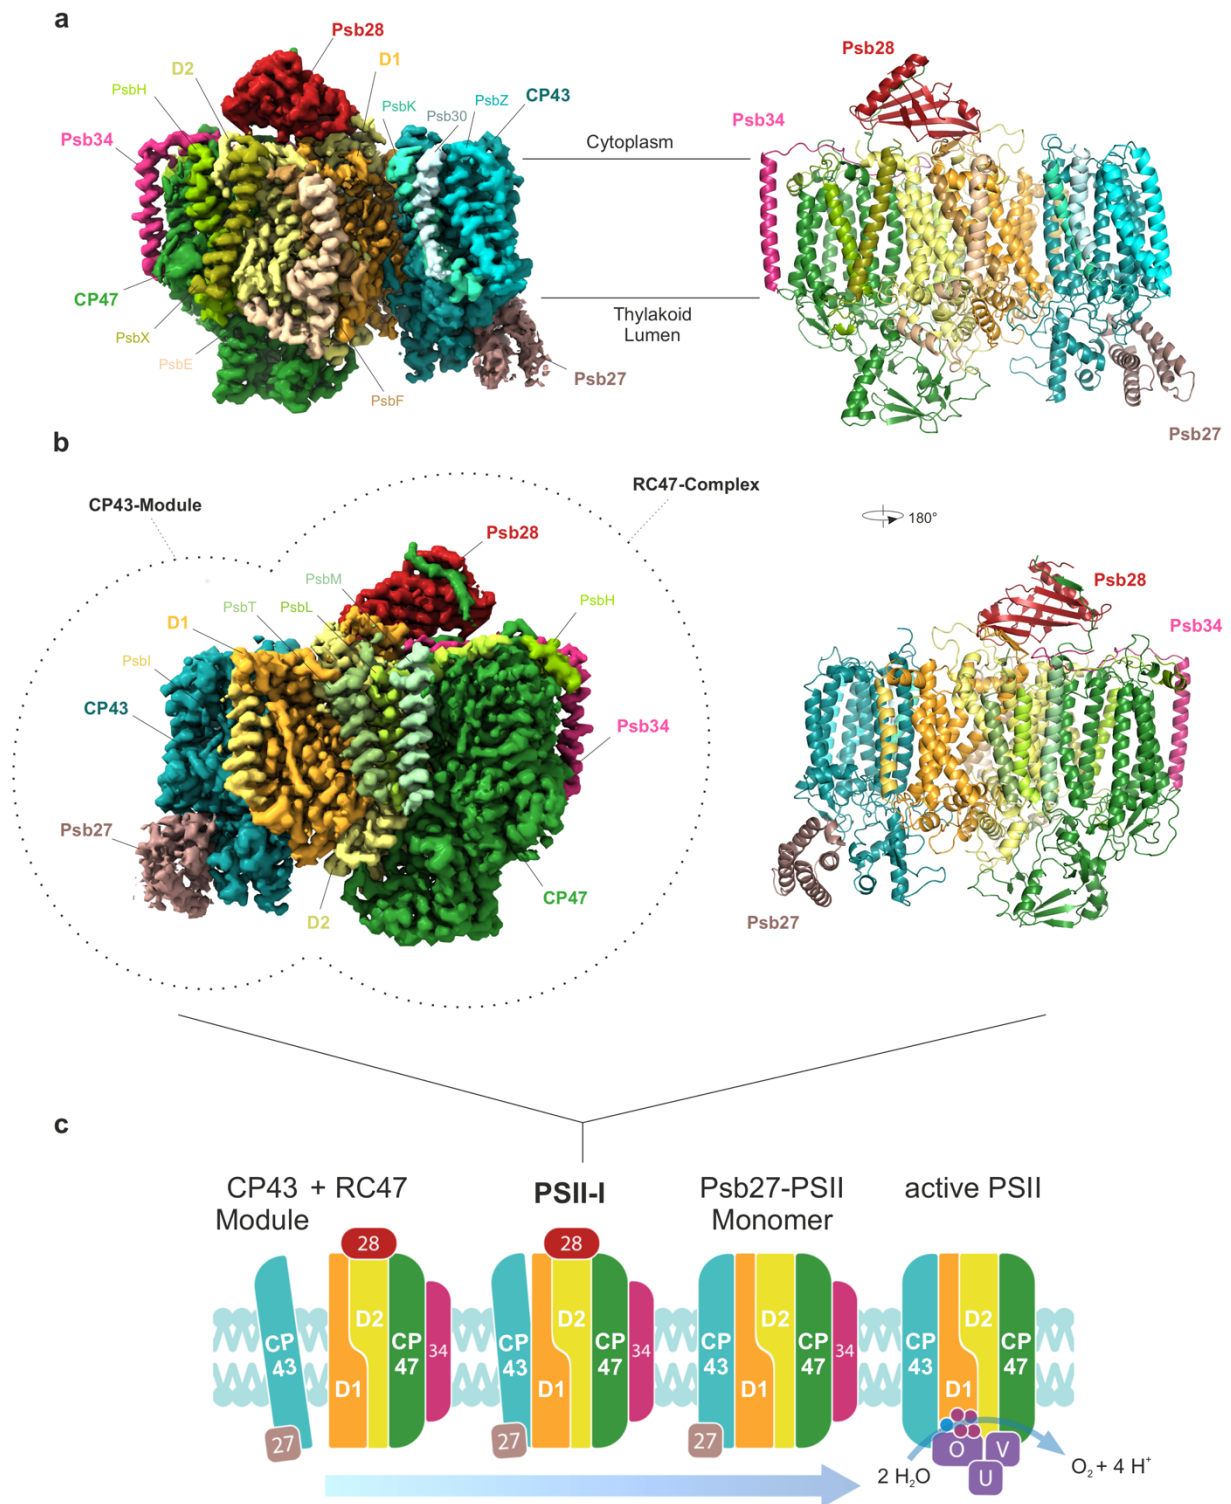 a
Psb28
D2
D1
PsbH
PsbK
Psb30
PsbZ
CP43
Psb34
CP47
PsbX
PsbE
PsbF
Psb27
Cytoplasm
Thylakoid
Lumen
Psb28
Psb34
Psb27
b
CP43-Module
RC47-Complex
180°
Psb28
PsbM
PsbT
PsbL
PsbH
D1
PsbI
CP43
Psb34
Psb27
CP47
D2
Psb28
Psb34
Psb27
c
CP43 + RC47
Module
PSII-I
Psb27-PSII
Monomer
active PSII
28
D2
CP
43
CP
47
34
D1
27
28
D2
CP
43
CP
47
34
D1
27
D2
CP
43
CP
47
34
D1
27
D2
CP
43
CP
47
D1
O
V
U
2 H₂O
O₂ + 4 H⁺